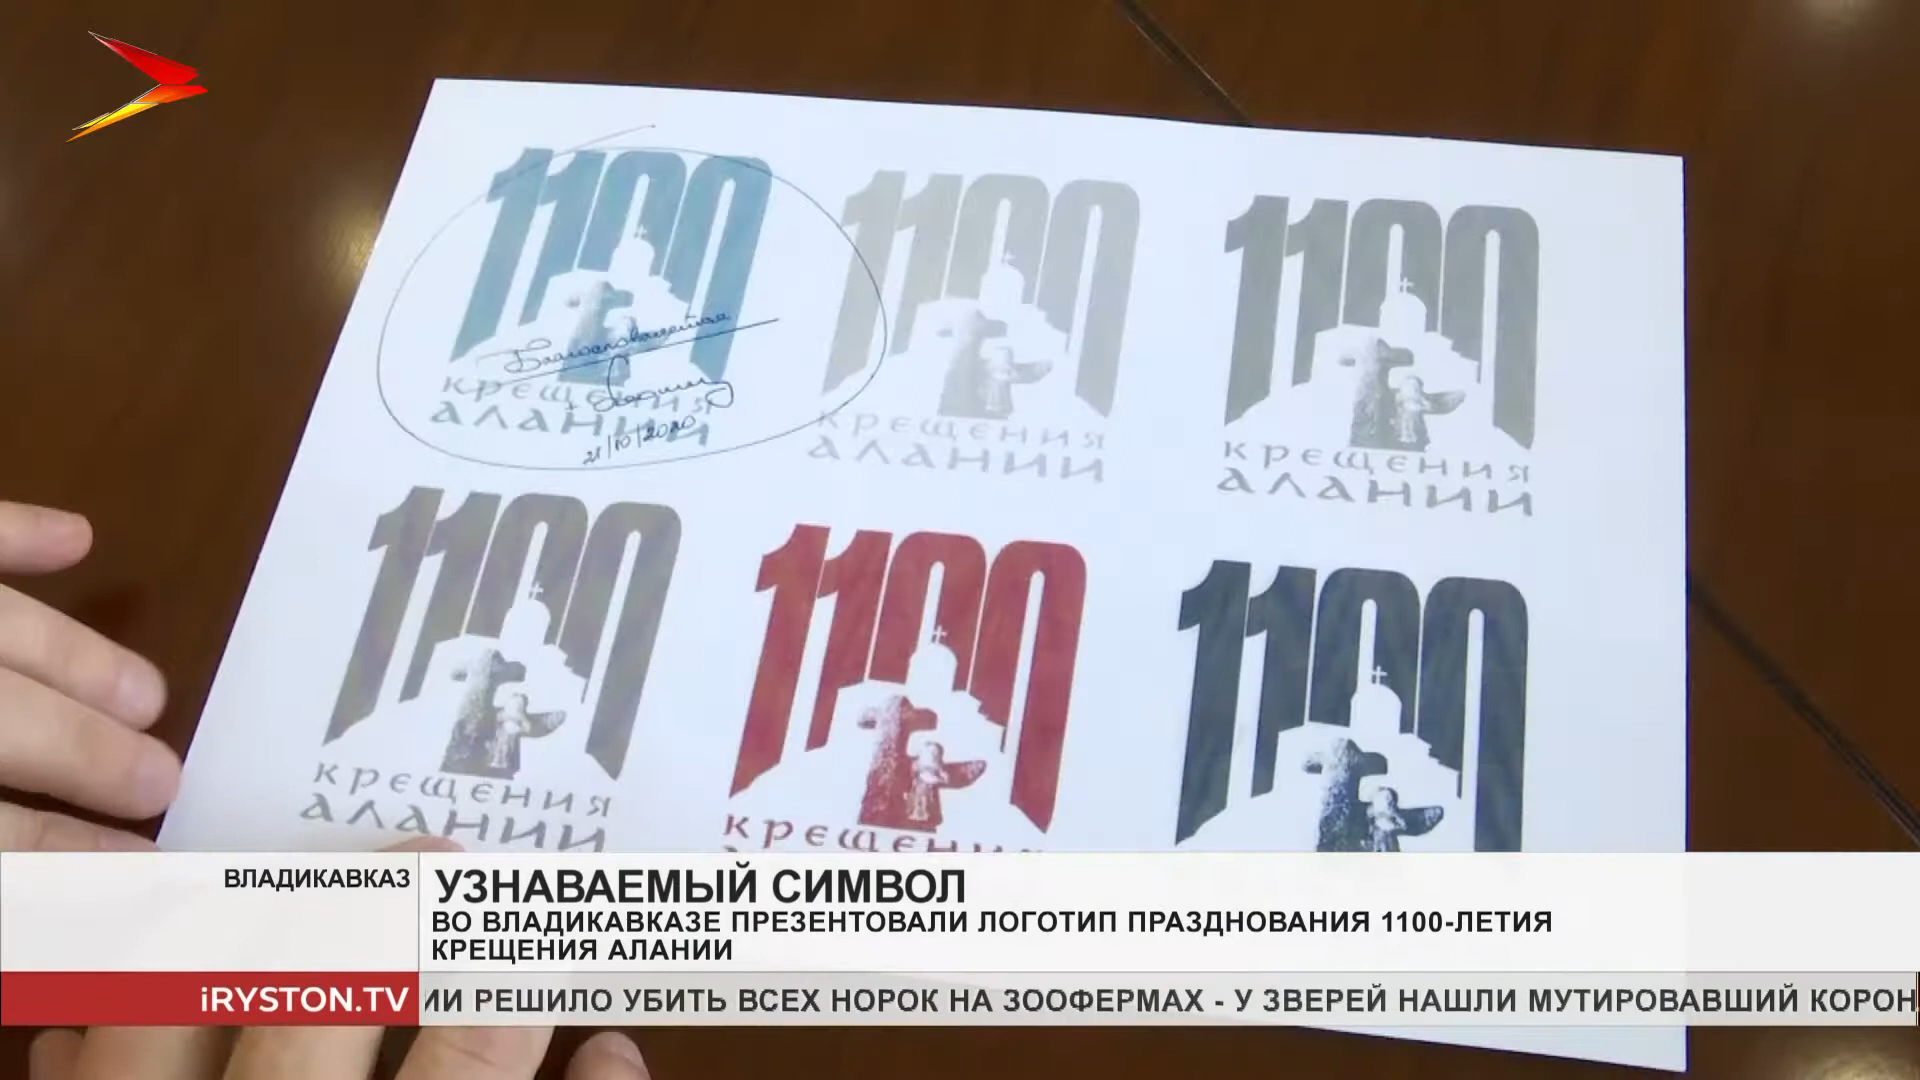 1100
крещения
алании
Благословляется
21/10/2020
1100
крещения
алании
1100
крещения
алании
1100
крещения
алании
1100
крещения
1100
ВЛАДИКАВКАЗ
УЗНАВАЕМЫЙ СИМВОЛ
ВО ВЛАДИКАВКАЗЕ ПРЕЗЕНТОВАЛИ ЛОГОТИП ПРАЗДНОВАНИЯ 1100-ЛЕТИЯ
КРЕЩЕНИЯ АЛАНИИ
iRYSTON.TV
ИИ РЕШИЛО УБИТЬ ВСЕХ НОРОК НА ЗООФЕРМАХ - У ЗВЕРЕЙ НАШЛИ МУТИРОВАВШИЙ КОРОН